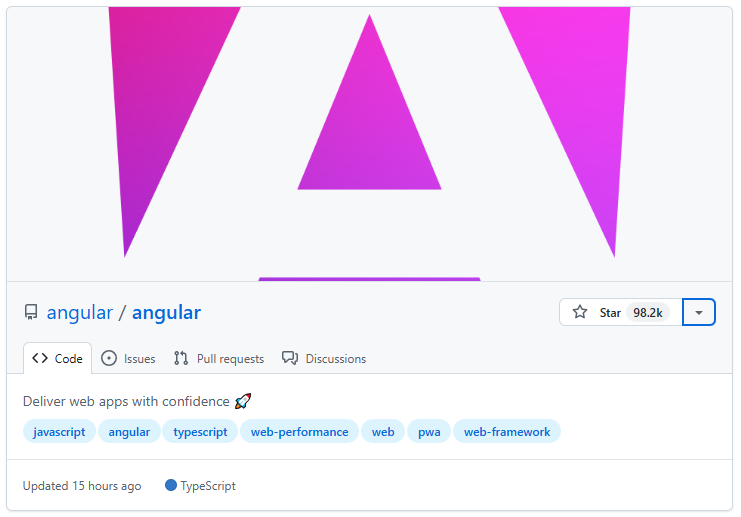 angular / angular
Star 98.2k
Code Issues Pull requests Discussions
Deliver web apps with confidence 🚀
javascript angular typescript web-performance web pwa web-framework
Updated 15 hours ago TypeScript